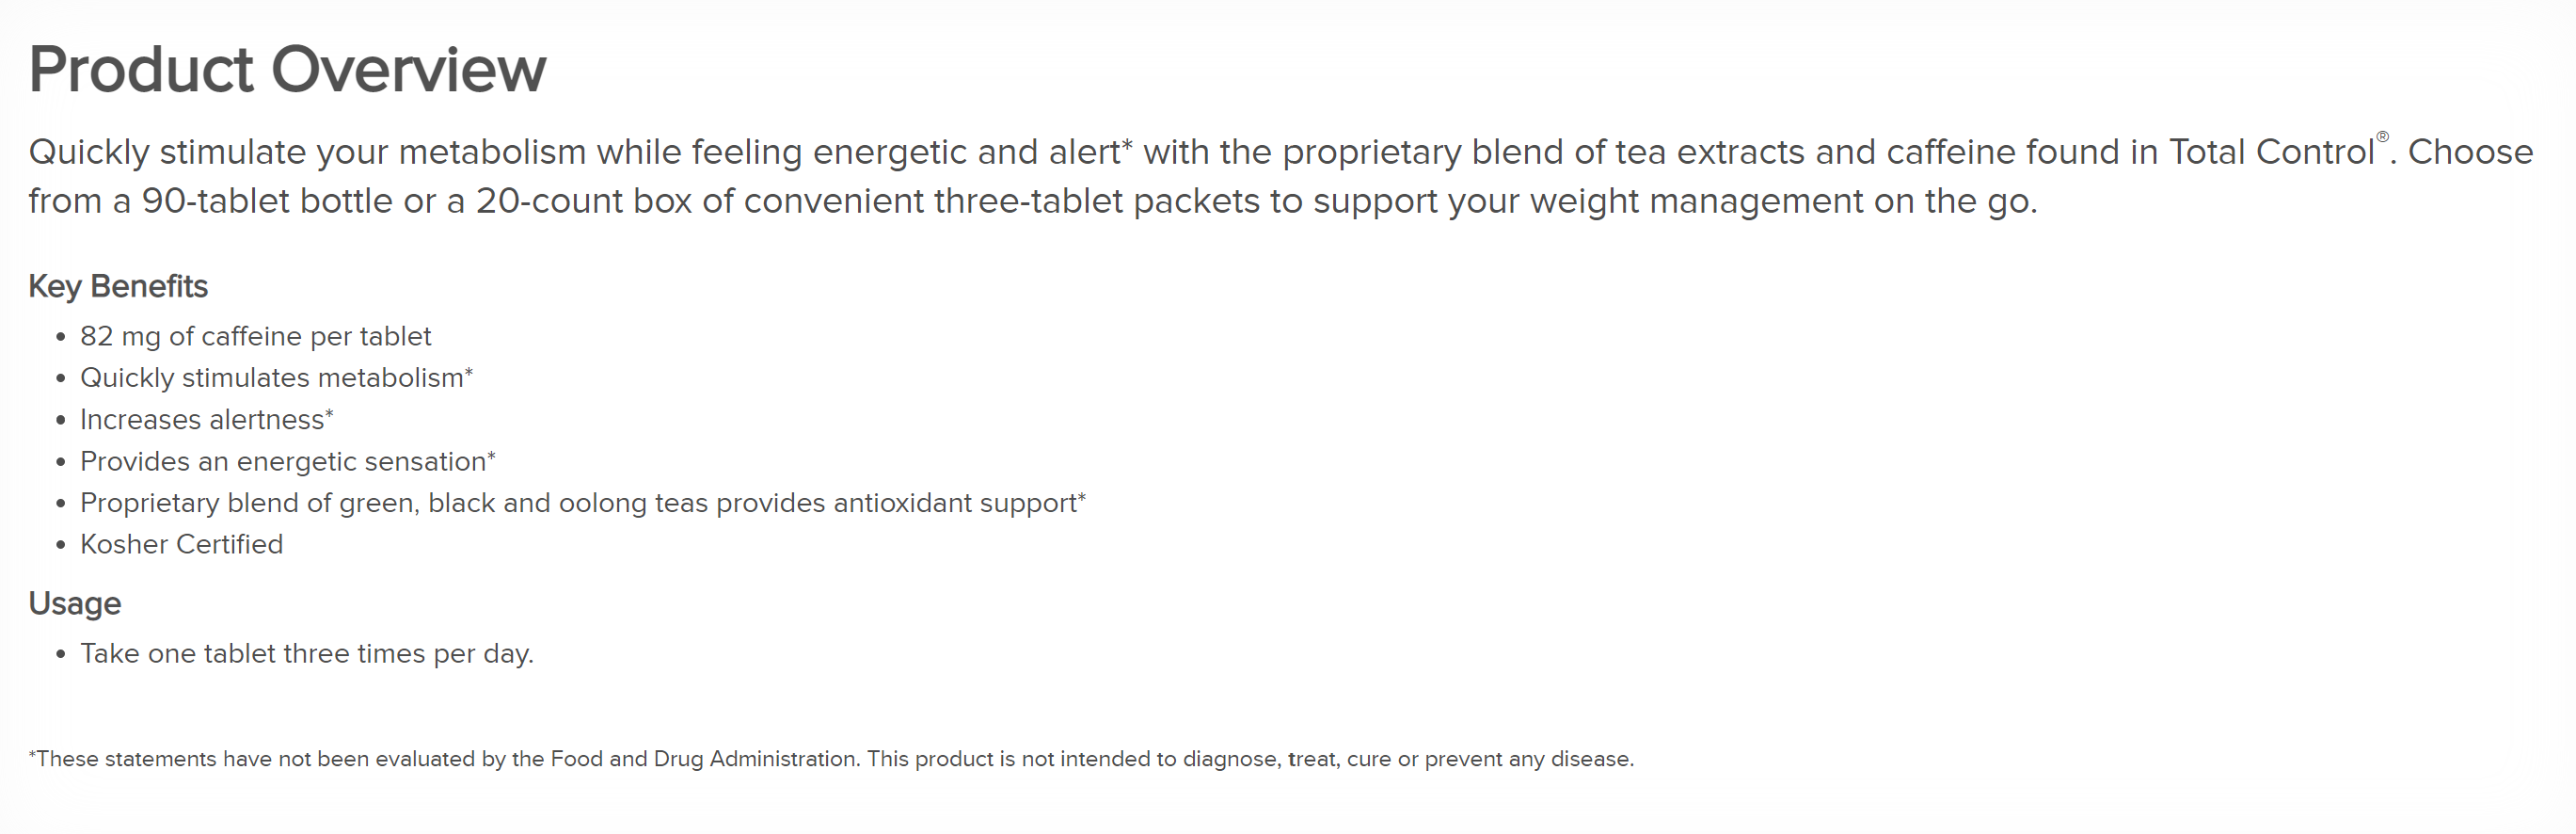 Product Overview
Quickly stimulate your metabolism while feeling energetic and alert* with the proprietary blend of tea extracts and caffeine found in Total Control®. Choose
from a 90-tablet bottle or a 20-count box of convenient three-tablet packets to support your weight management on the go.
Key Benefits
• 82 mg of caffeine per tablet
• Quickly stimulates metabolism*
• Increases alertness*
• Provides an energetic sensation*
• Proprietary blend of green, black and oolong teas provides antioxidant support*
• Kosher Certified
Usage
• Take one tablet three times per day.
*These statements have not been evaluated by the Food and Drug Administration. This product is not intended to diagnose, treat, cure or prevent any disease.